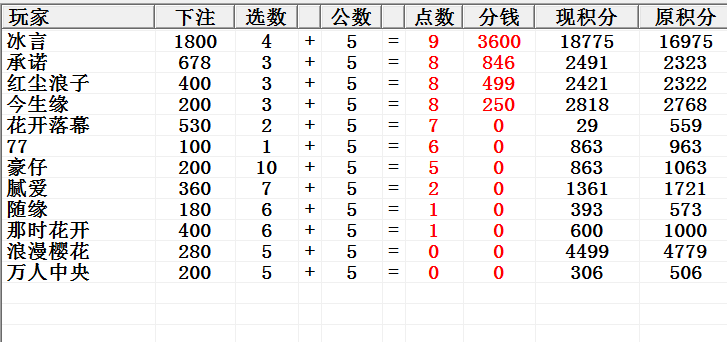 玩家 下注 选数 公数 点数 分钱 现积分 原积分
冰言 1800 4 + 5 = 9 3600 18775 16975
承诺 678 3 + 5 = 8 846 2491 2323
红尘浪子 400 3 + 5 = 8 499 2421 2322
今生缘 200 3 + 5 = 8 250 2818 2768
花开落幕 530 2 + 5 = 7 0 29 559
77 100 1 + 5 = 6 0 863 963
豪仔 200 10 + 5 = 5 0 863 1063
腻爱 360 7 + 5 = 2 0 1361 1721
随缘 180 6 + 5 = 1 0 393 573
那时花开 400 6 + 5 = 1 0 600 1000
浪漫樱花 280 5 + 5 = 0 0 4499 4779
万人中央 200 5 + 5 = 0 0 306 506